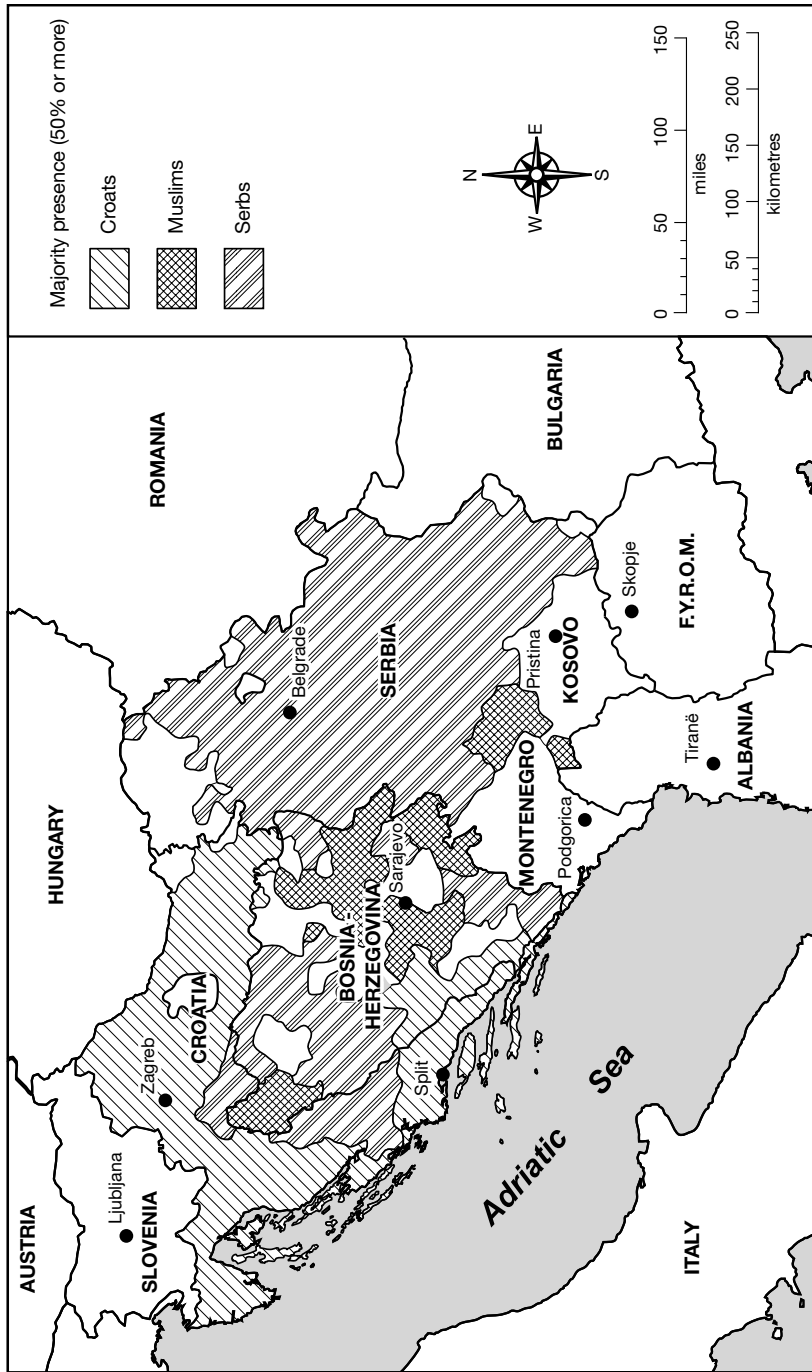 Majority presence (50% or more)
Croats
Muslims
Serbs
N
W
E
S
0
50
100
150
miles
0
50
100
150
200
250
kilometres
AUSTRIA
HUNGARY
ROMANIA
Ljubljana
SLOVENIA
Zagreb
CROATIA
Belgrade
SERBIA
BOSNIA -
HERZEGOVINA
Sarajevo
Split
MONTENEGRO
Podgorica
Pristina
KOSOVO
BULGARIA
Skopje
F.Y.R.O.M.
Tiranë
ALBANIA
Adriatic Sea
ITALY